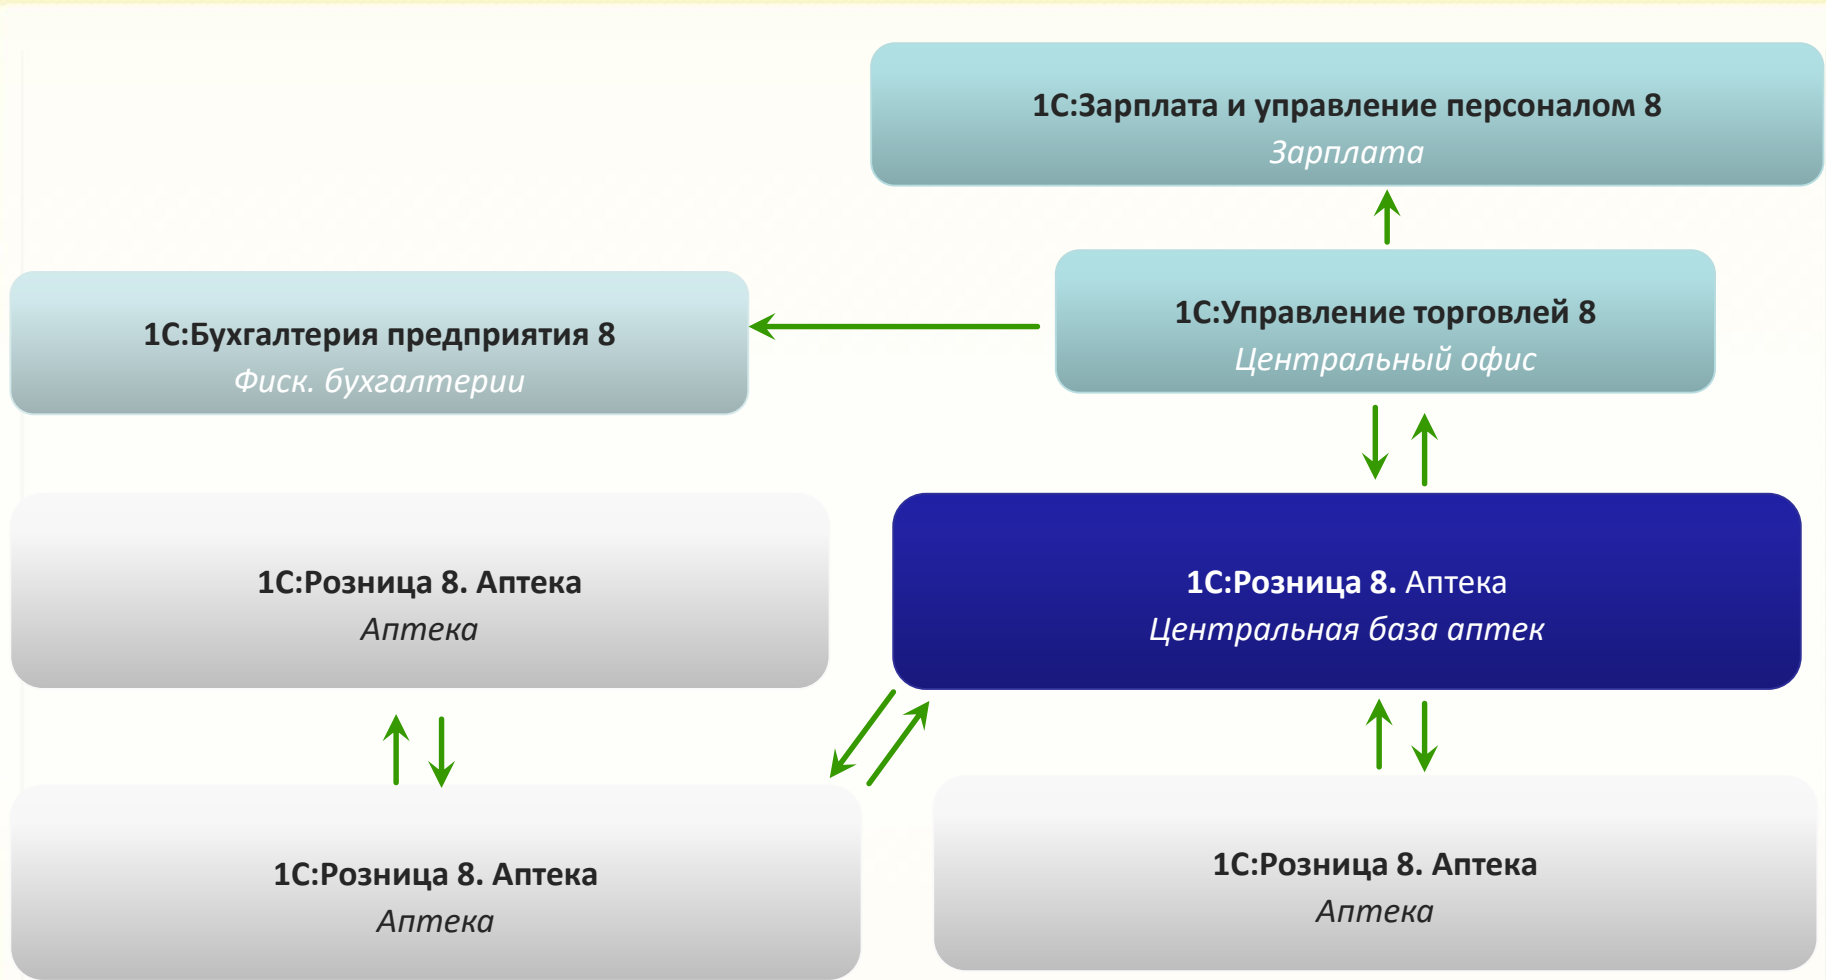 1С:Зарплата и управление персоналом 8
Зарплата
1С:Управление торговлей 8
Центральный офис
1С:Бухгалтерия предприятия 8
Фиск. бухгалтерии
1С:Розница 8. Аптека
Аптека
1С:Розница 8. Аптека
Центральная база аптек
1С:Розница 8. Аптека
Аптека
1С:Розница 8. Аптека
Аптека